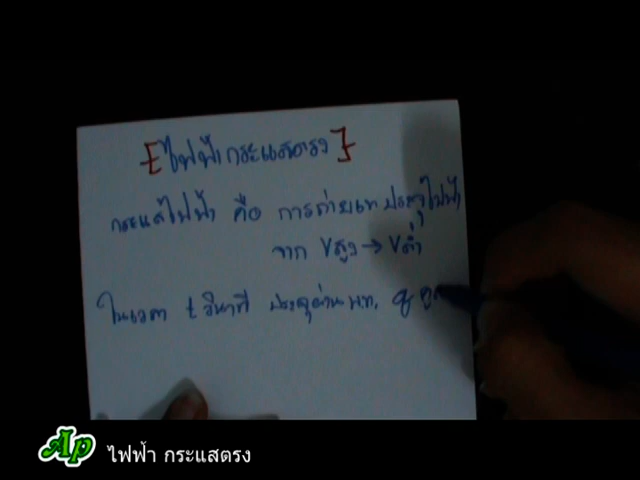 [ไฟฟ้ากระแสตรง]
กระแสไฟฟ้า คือ การถ่ายเทประจุไฟฟ้า
จาก Vสูง → Vต่ำ
ในเวลา t วินาที ประจุผ่าน พ.ท. q
Ap ไฟฟ้า กระแสตรง